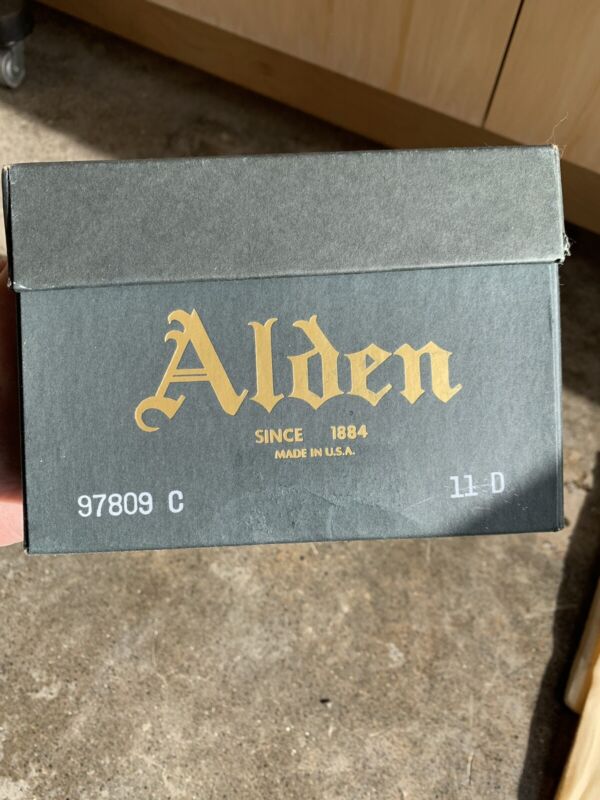 Alden
SINCE 1884
MADE IN U.S.A.
97809 C
11 D